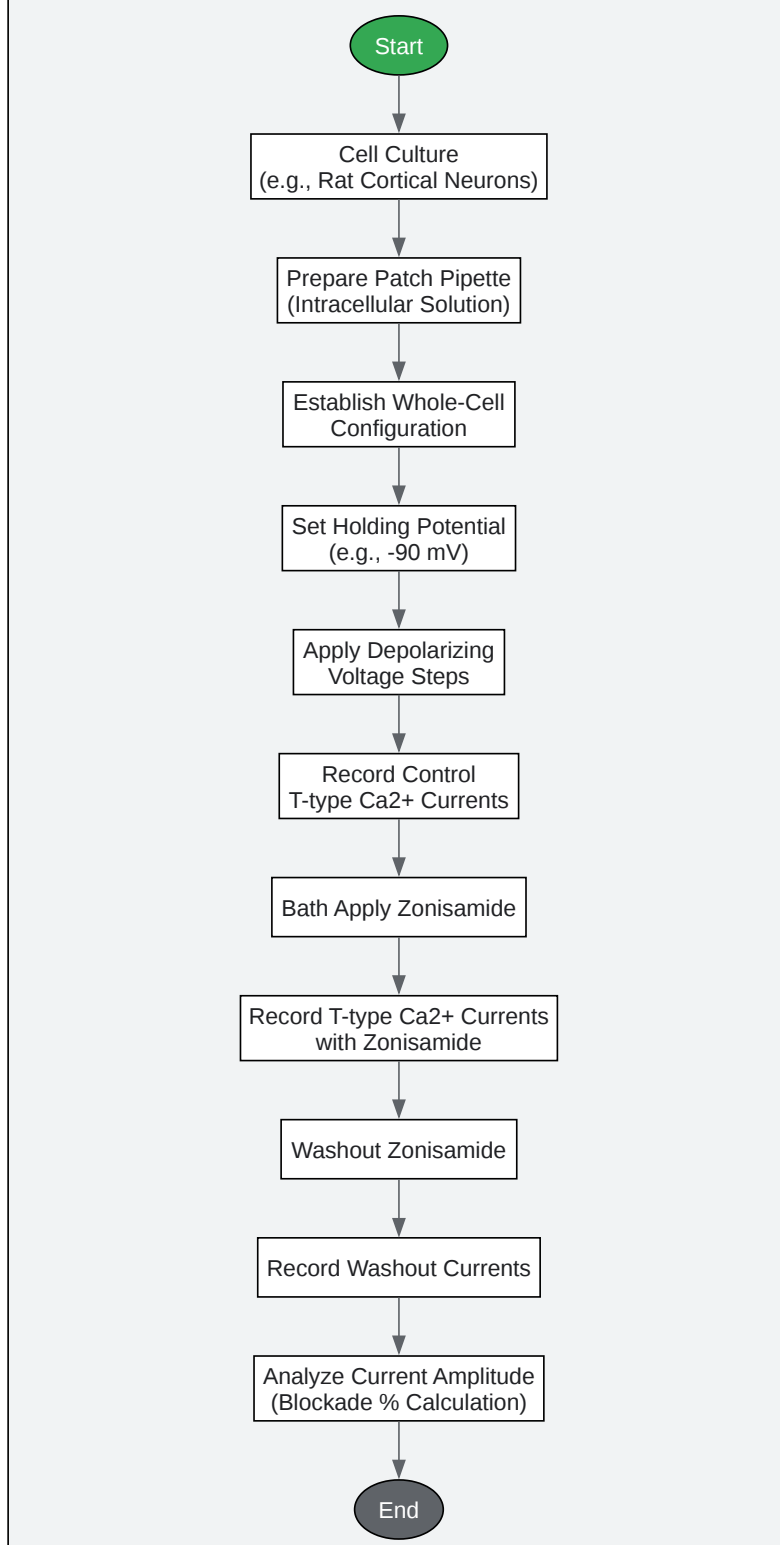 Start
Cell Culture
(e.g., Rat Cortical Neurons)
Prepare Patch Pipette
(Intracellular Solution)
Establish Whole-Cell
Configuration
Set Holding Potential
(e.g., -90 mV)
Apply Depolarizing
Voltage Steps
Record Control
T-type Ca2+ Currents
Bath Apply Zonisamide
Record T-type Ca2+ Currents
with Zonisamide
Washout Zonisamide
Record Washout Currents
Analyze Current Amplitude
(Blockade % Calculation)
End